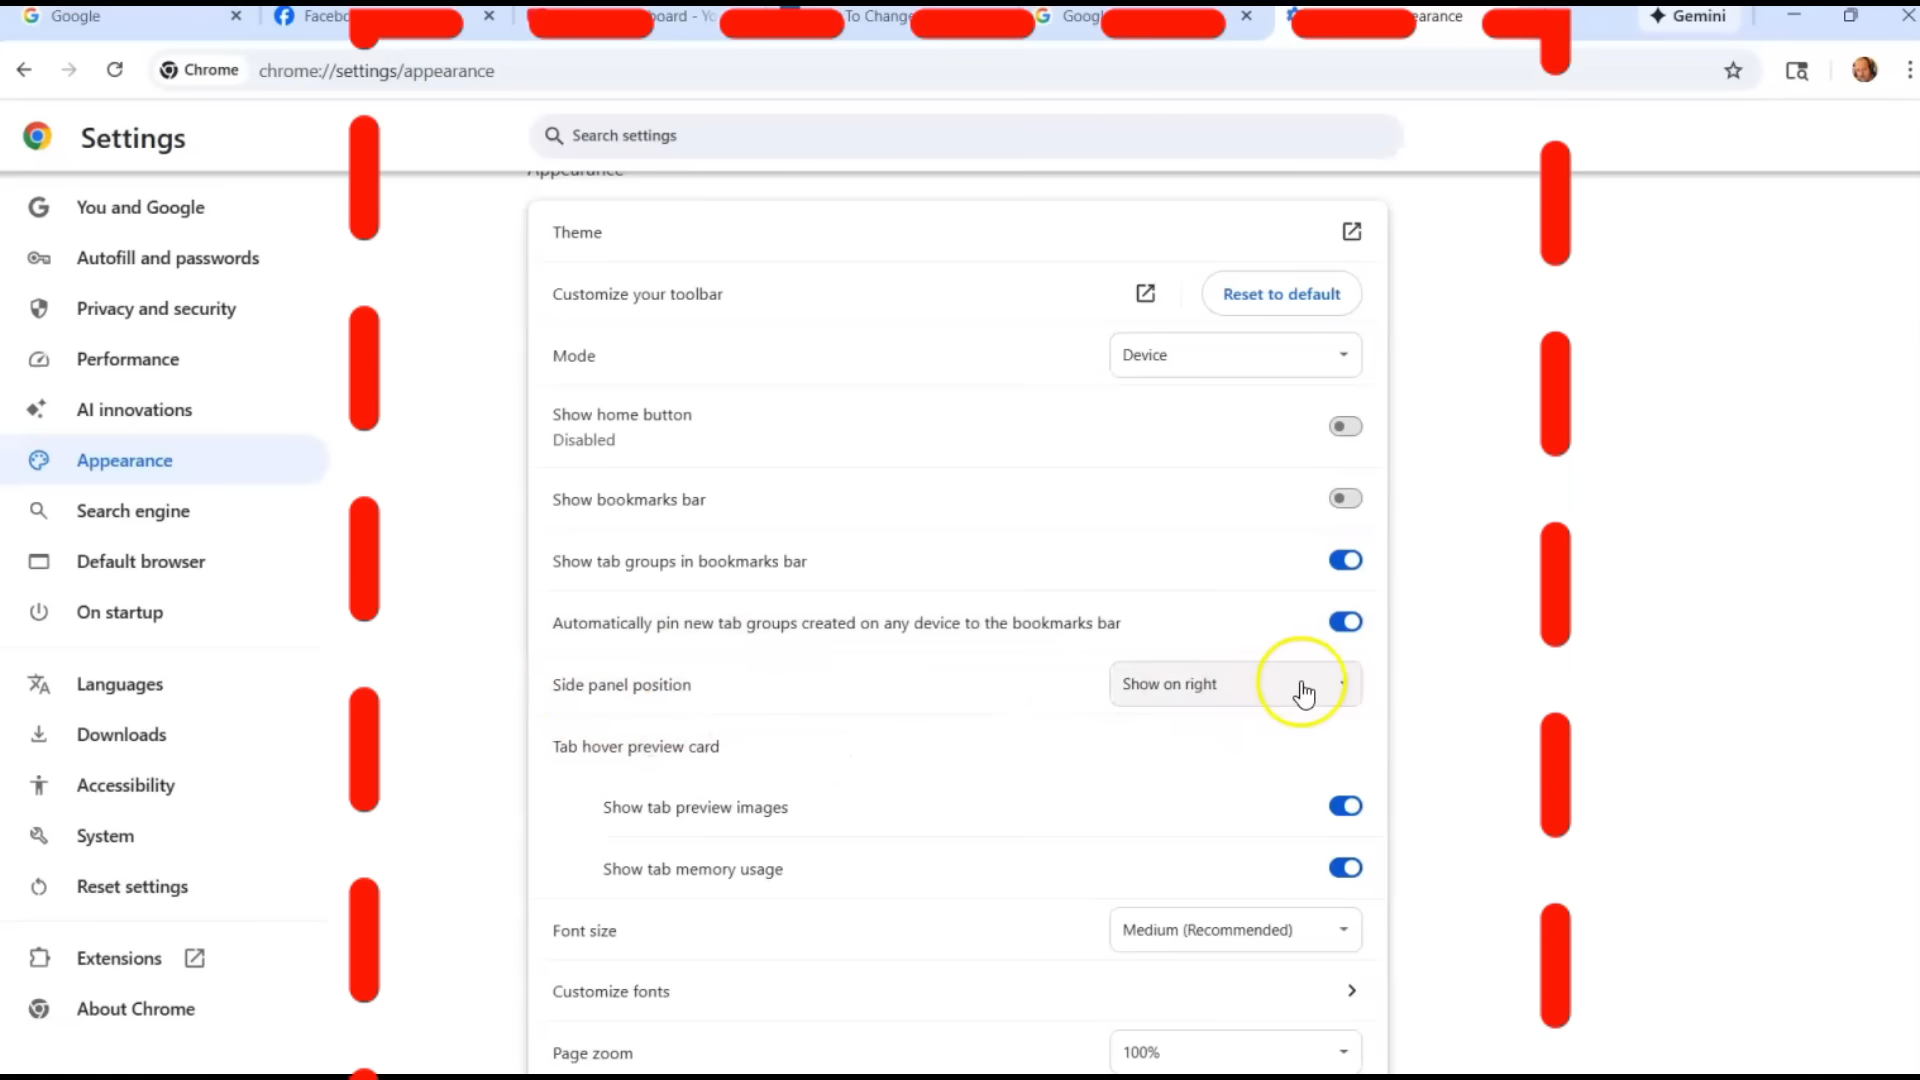 Google
Faceb
board - Yo
To Change
Goog
earance
Gemini
Chrome
chrome://settings/appearance
Settings
Search settings
Appearance
You and Google
Autofill and passwords
Privacy and security
Performance
AI innovations
Appearance
Search engine
Default browser
On startup
Languages
Downloads
Accessibility
System
Reset settings
Extensions
About Chrome
Theme
Customize your toolbar
Reset to default
Mode
Device
Show home button
Disabled
Show bookmarks bar
Show tab groups in bookmarks bar
Automatically pin new tab groups created on any device to the bookmarks bar
Side panel position
Show on right
Tab hover preview card
Show tab preview images
Show tab memory usage
Font size
Medium (Recommended)
Customize fonts
Page zoom
100%